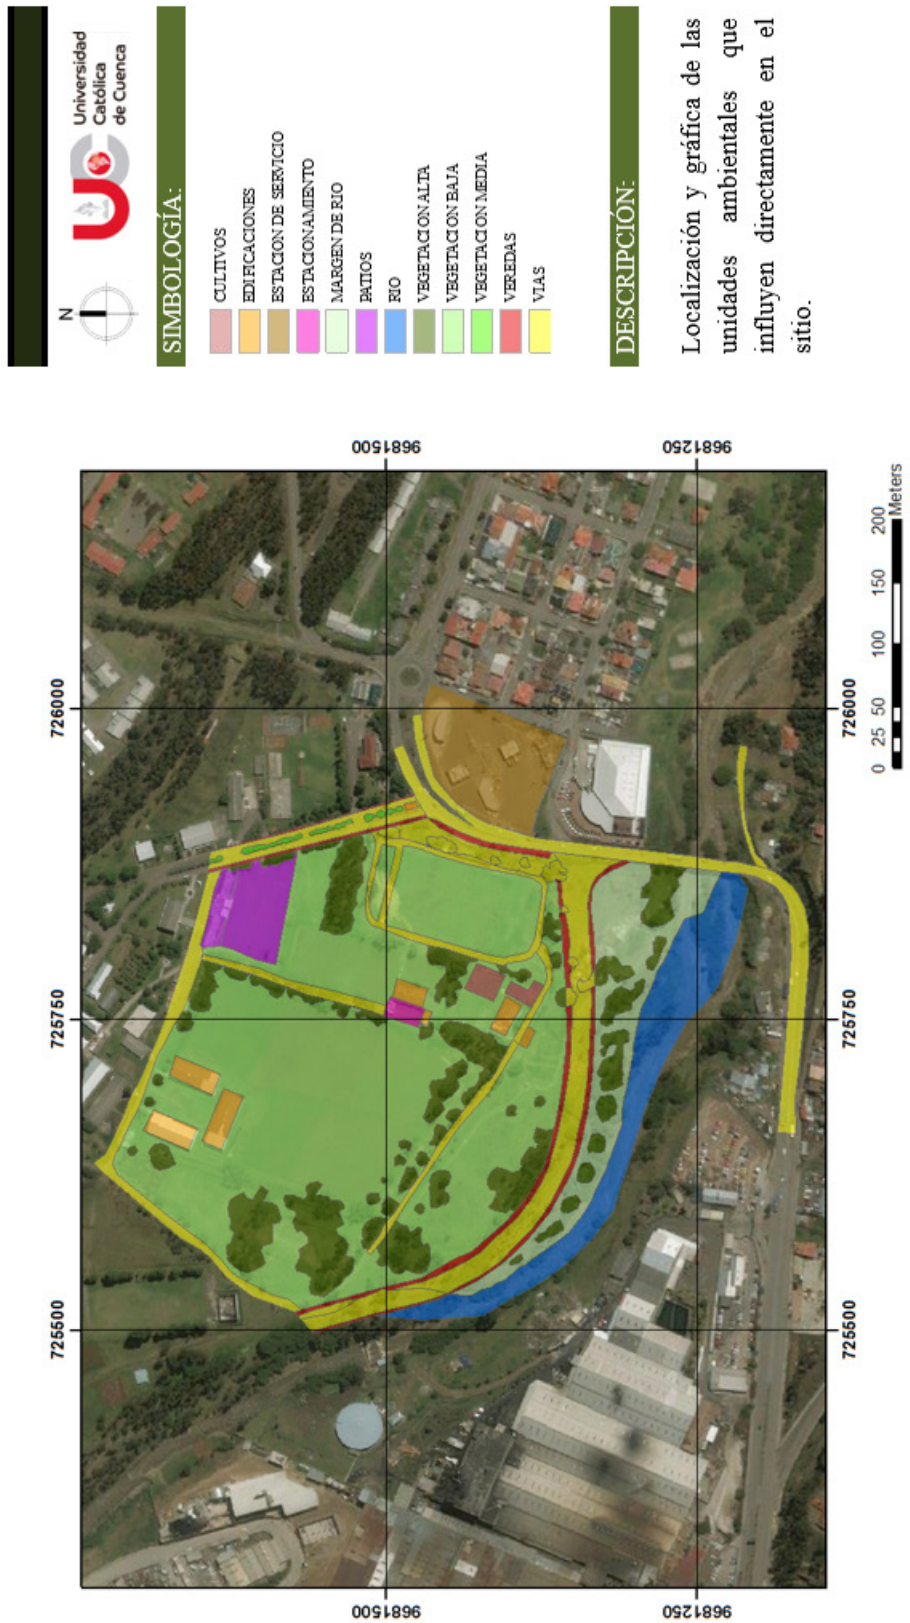 Universidad
Católica
de Cuenca
N
SIMBOLOGÍA:
CULTIVOS
EDIFICACIONES
ESTACION DE SERVICIO
ESTACIONAMIENTO
MARGEN DE RIO
PATIOS
RIO
VEGETACION ALTA
VEGETACION BAJA
VEGETACION MEDIA
VEREDAS
VIAS
DESCRIPCIÓN:
Localización y gráfica de las
unidades ambientales que
influyen directamente en el
sitio.
725500
725750
726000
9681500
9681500
9681250
9681250
725500
725750
726000
0 25 50 100 150 200
Meters